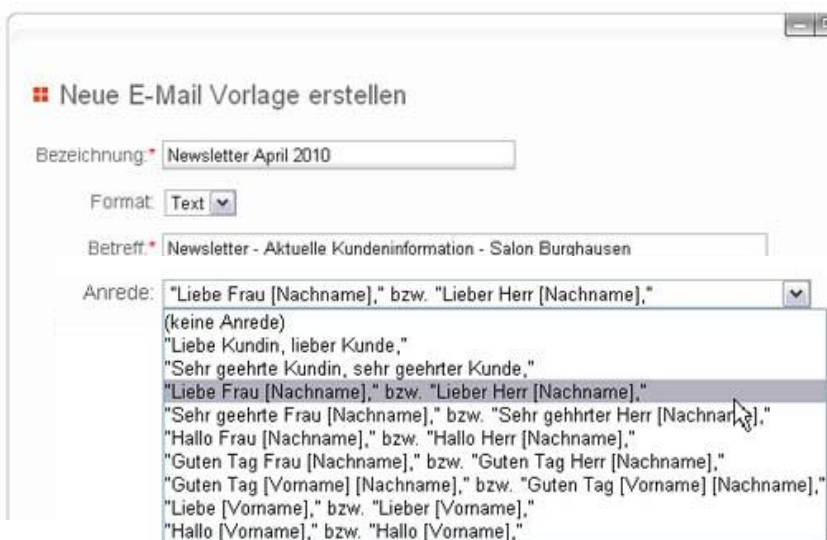 Neue E-Mail Vorlage erstellen
Bezeichnung:* Newsletter April 2010
Format: Text
Betreff:* Newsletter - Aktuelle Kundeninformation - Salon Burghausen
Anrede: "Liebe Frau [Nachname]," bzw. "Lieber Herr [Nachname],"
(keine Anrede)
"Liebe Kundin, lieber Kunde,"
"Sehr geehrte Kundin, sehr geehrter Kunde,"
"Liebe Frau [Nachname]," bzw. "Lieber Herr [Nachname],"
"Sehr geehrte Frau [Nachname]," bzw. "Sehr gehhrter Herr [Nachname],"
"Hallo Frau [Nachname]," bzw. "Hallo Herr [Nachname],"
"Guten Tag Frau [Nachname]," bzw. "Guten Tag Herr [Nachname],"
"Guten Tag [Vorname] [Nachname]," bzw. "Guten Tag [Vorname] [Nachname],"
"Liebe [Vorname]," bzw. "Lieber [Vorname],"
"Hallo [Vorname]," bzw. "Hallo [Vorname],"